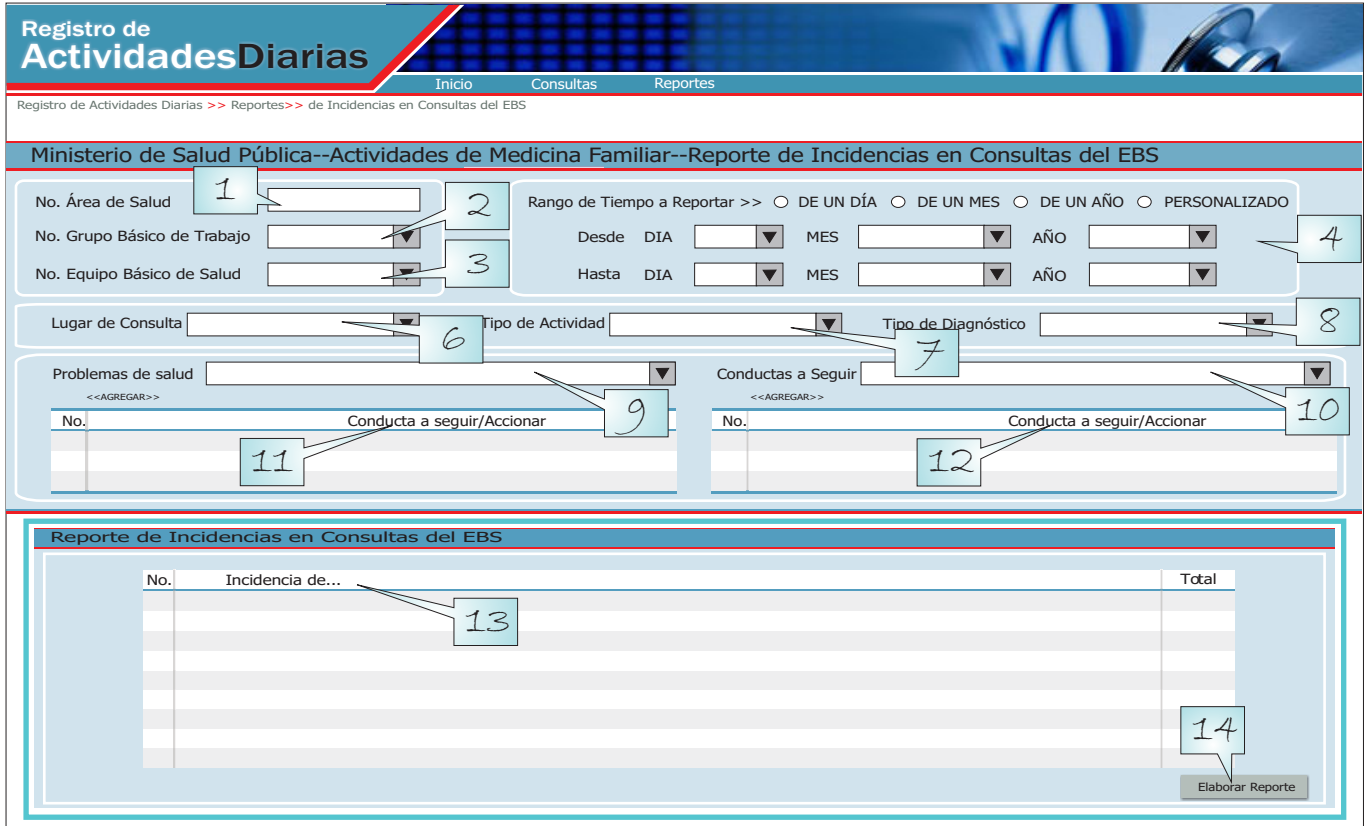 Registro de
ActividadesDiarias
Inicio Consultas Reportes
Registro de Actividades Diarias >> Reportes>> de Incidencias en Consultas del EBS
Ministerio de Salud Pública--Actividades de Medicina Familiar--Reporte de Incidencias en Consultas del EBS
No. Área de Salud 1
No. Grupo Básico de Trabajo 2
No. Equipo Básico de Salud 3
Rango de Tiempo a Reportar >> DE UN DÍA DE UN MES DE UN AÑO PERSONALIZADO
Desde DIA MES AÑO 4
Hasta DIA MES AÑO
Lugar de Consulta 6 Tipo de Actividad 7 Tipo de Diagnóstico 8
Problemas de salud 9
<<AGREGAR>>
No. Conducta a seguir/Accionar
11
Conductas a Seguir 10
<<AGREGAR>>
No. Conducta a seguir/Accionar
12
Reporte de Incidencias en Consultas del EBS
No. Incidencia de... Total
13
14
Elaborar Reporte